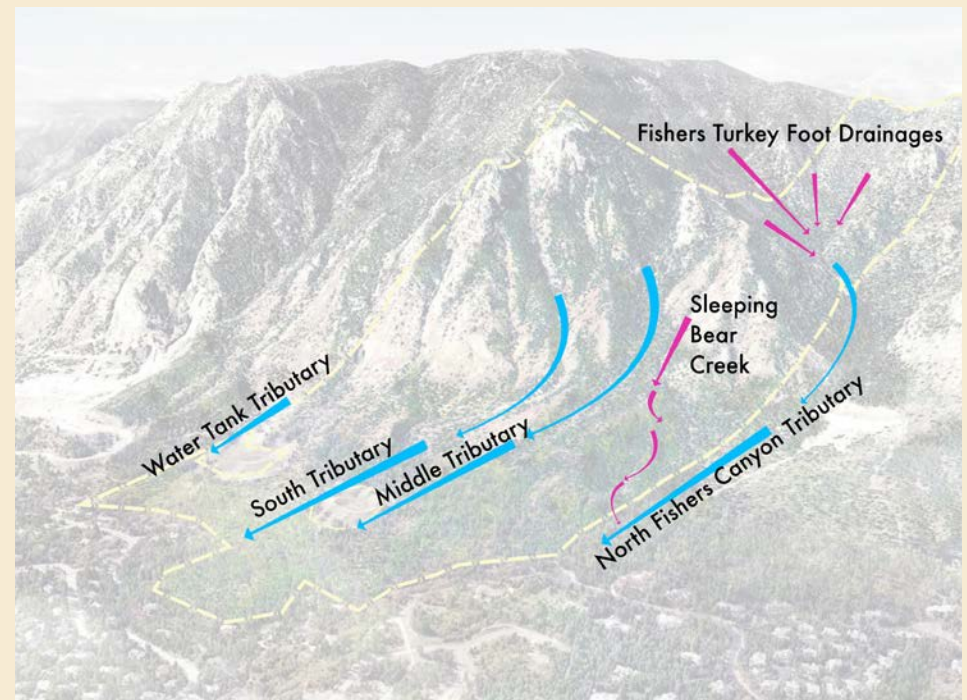 Fishers Turkey Foot Drainages
Sleeping
Bear
Creek
Water Tank Tributary
South Tributary
Middle Tributary
North Fishers Canyon Tributary